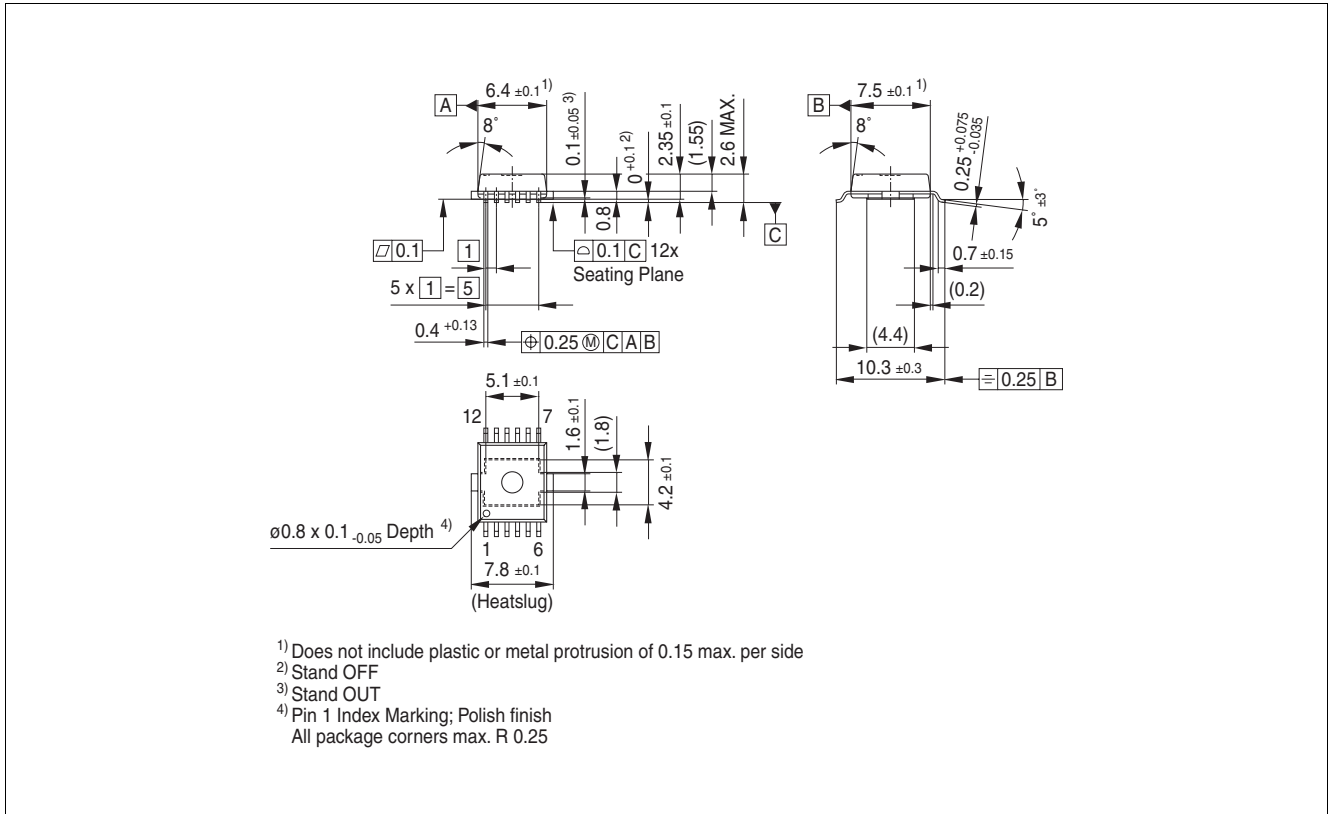 A
6.4 ±0.1 1)
8°
0.1±0.05 3)
0 +0.1 2)
2.35 ±0.1
(1.55)
2.6 MAX.
0.8
C
⏥ 0.1
1
⌓ 0.1 C 12x
Seating Plane
5 x 1 = 5
0.4 +0.13
⌖ 0.25 Ⓜ C A B
B
7.5 ±0.1 1)
8°
0.25 +0.075 -0.035
5° ±3°
0.7 ±0.15
(0.2)
(4.4)
10.3 ±0.3
⌯ 0.25 B
5.1 ±0.1
12
7
1.6 ±0.1
(1.8)
4.2 ±0.1
ø0.8 x 0.1 -0.05 Depth 4)
1
6
7.8 ±0.1
(Heatslug)
1) Does not include plastic or metal protrusion of 0.15 max. per side
2) Stand OFF
3) Stand OUT
4) Pin 1 Index Marking; Polish finish
All package corners max. R 0.25